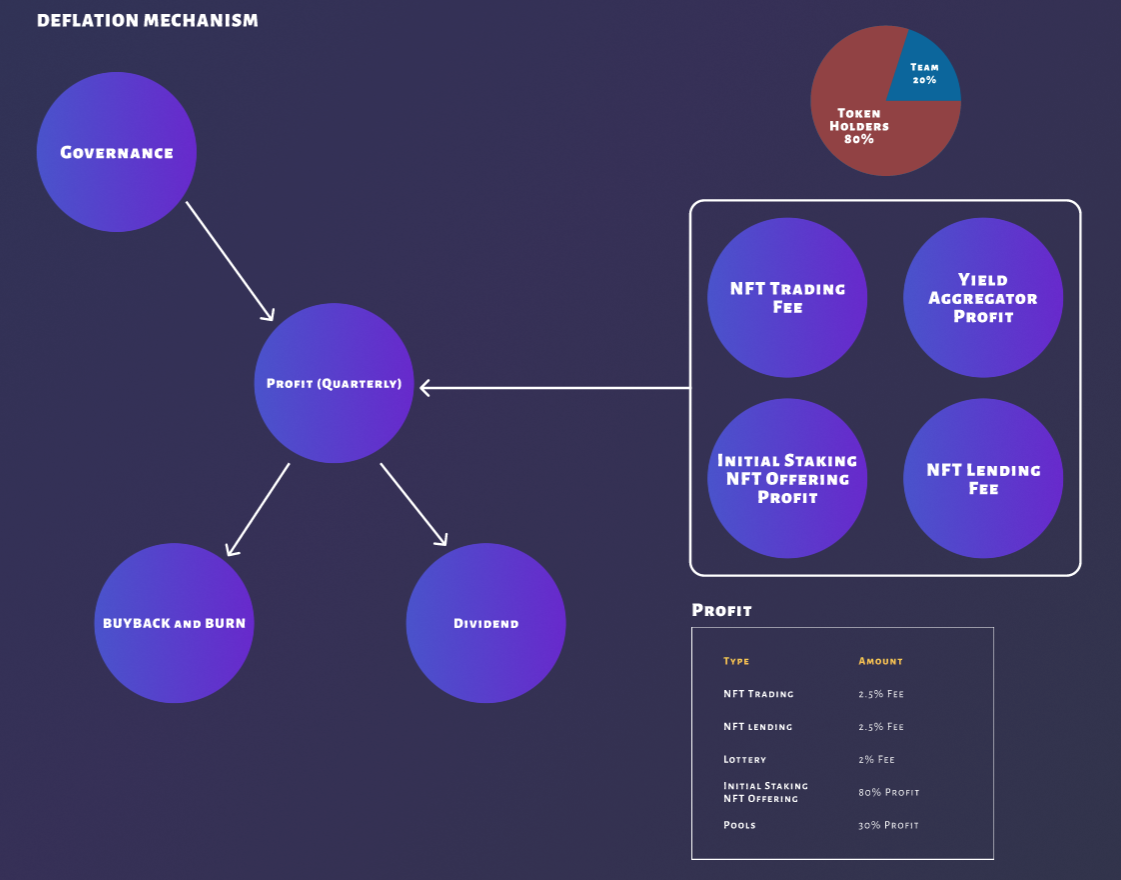 DEFLATION MECHANISM
Governance
Profit (Quarterly)
BUYBACK and BURN
Dividend
Team
20%
Token
Holders
80%
NFT Trading
Fee
Yield
Aggregator
Profit
Initial Staking
NFT Offering
Profit
NFT Lending
Fee
Profit
Type Amount
NFT Trading 2.5% Fee
NFT lending 2.5% Fee
Lottery 2% Fee
Initial Staking
NFT Offering 80% Profit
Pools 30% Profit